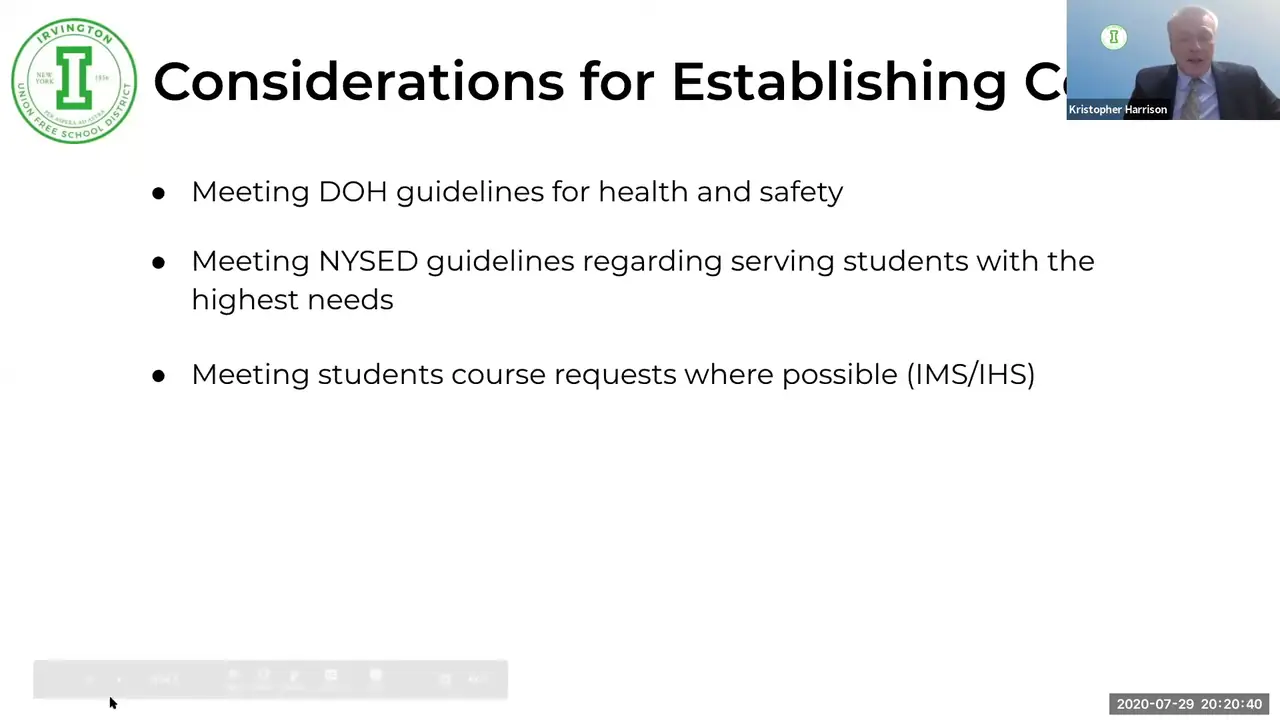 IRVINGTON
NEW YORK
1856
UNION FREE SCHOOL DISTRICT
Considerations for Establishing
Kristopher Harrison
● Meeting DOH guidelines for health and safety
● Meeting NYSED guidelines regarding serving students with the
highest needs
● Meeting students course requests where possible (IMS/IHS)
2020-07-29 20:20:40